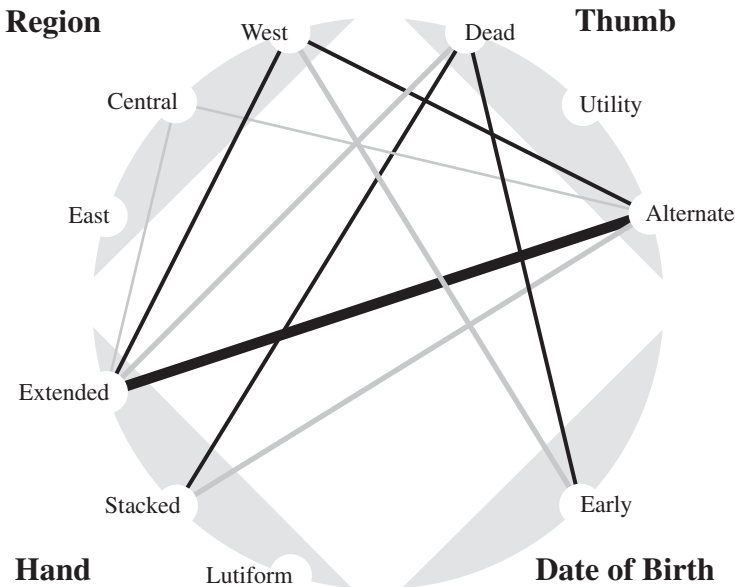 Region
West
Dead
Thumb
Central
Utility
East
Alternate
Extended
Stacked
Early
Hand
Lutiform
Date of Birth